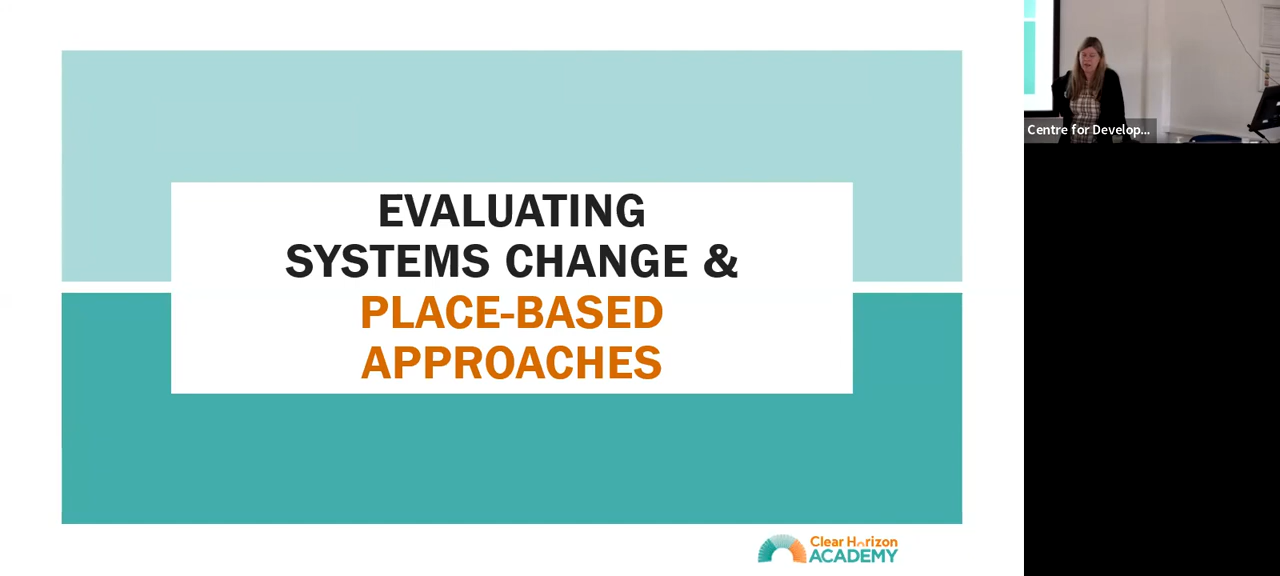 EVALUATING
SYSTEMS CHANGE &
PLACE-BASED
APPROACHES
Clear Horizon
ACADEMY
Centre for Develop...